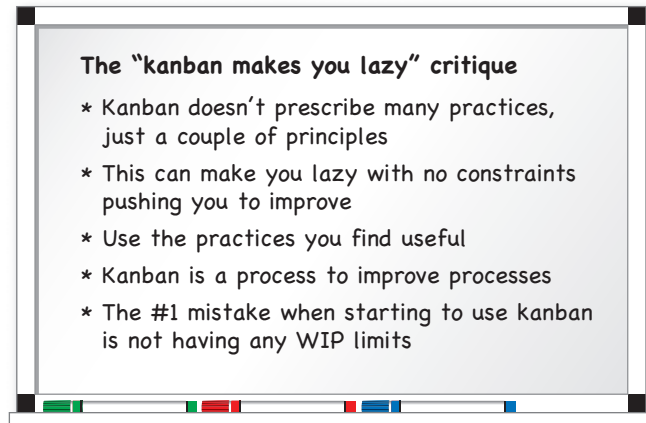 The “kanban makes you lazy” critique
* Kanban doesn’t prescribe many practices,
just a couple of principles
* This can make you lazy with no constraints
pushing you to improve
* Use the practices you find useful
* Kanban is a process to improve processes
* The #1 mistake when starting to use kanban
is not having any WIP limits